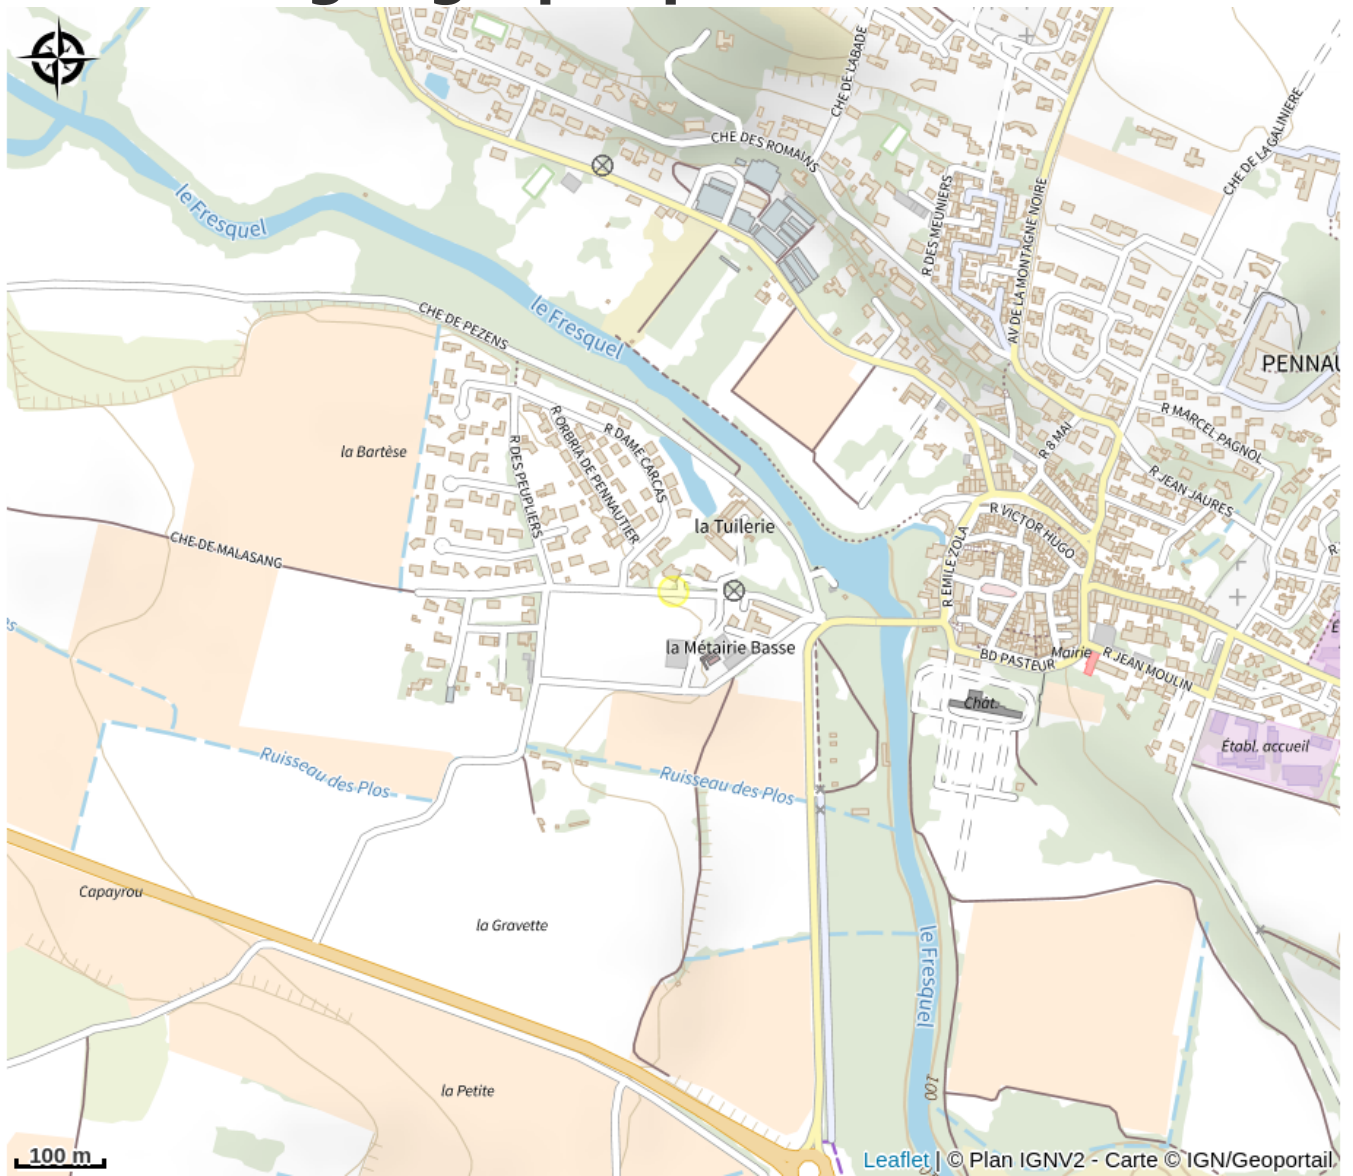 CHE DE LABADE
CHE DES ROMAINS
CHE DE LA GALINIERE
le Fresquel
R DES MEUNIERS
AV DE LA MONTAGNE NOIRE
le Fresquel
CHE DE PEZENS
PENNAU
R MARCEL PAGNOL
R 8 MAI
R JEAN JAURES
la Bartèse
R ORBRIA DE PENNAUTIER
R DAME CARCAS
R DES PEUPLIERS
la Tuilerie
R VICTOR HUGO
R EMILE ZOLA
CHE DE MALASANG
R
la Métairie Basse
BD PASTEUR
Mairie
R JEAN MOULIN
Chât.
Établ. accueil
Ruisseau des Plos
Ruisseau des Plos
Capayrou
la Gravette
le Fresquel
la Petite
100
100 m
Leaflet | © Plan IGNV2 - Carte © IGN/Geoportail